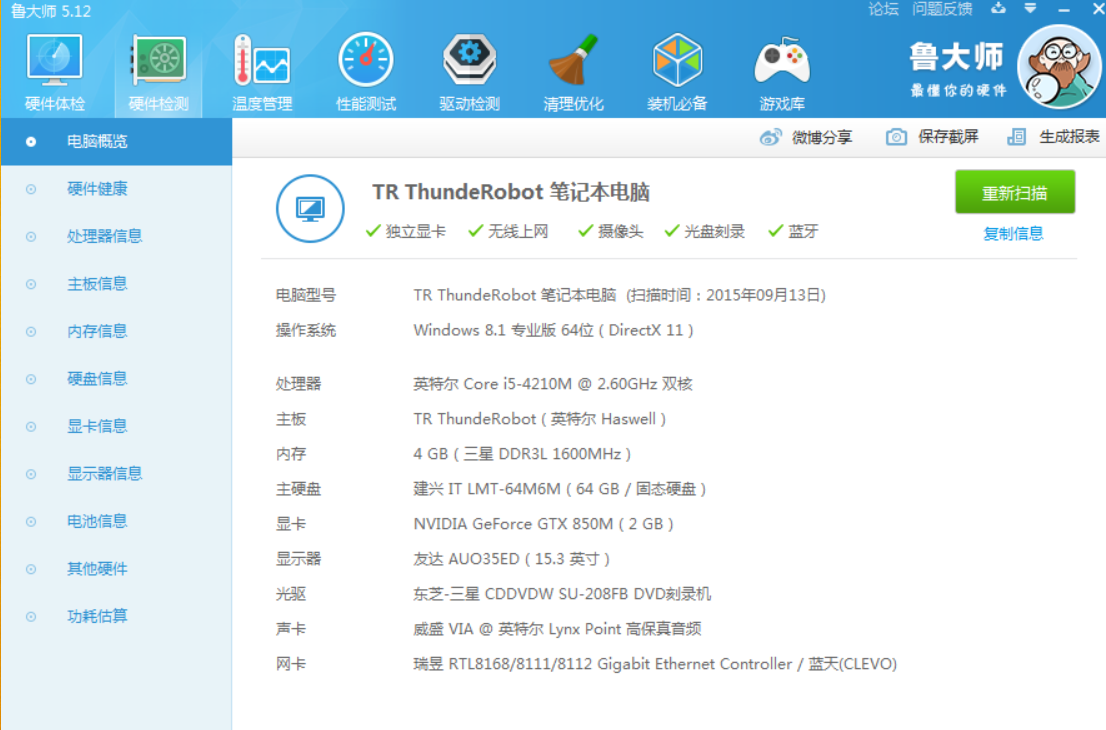 鲁大师 5.12
论坛 问题反馈
硬件体检 硬件检测 温度管理 性能测试 驱动检测 清理优化 装机必备 游戏库
鲁大师
最懂你的硬件
电脑概览
硬件健康
处理器信息
主板信息
内存信息
硬盘信息
显卡信息
显示器信息
电池信息
其他硬件
功耗估算
微博分享 保存截屏 生成报表
TR ThundeRobot 笔记本电脑
重新扫描
独立显卡 无线上网 摄像头 光盘刻录 蓝牙
复制信息
电脑型号 TR ThundeRobot 笔记本电脑 (扫描时间：2015年09月13日)
操作系统 Windows 8.1 专业版 64位 ( DirectX 11 )
处理器 英特尔 Core i5-4210M @ 2.60GHz 双核
主板 TR ThundeRobot ( 英特尔 Haswell )
内存 4 GB ( 三星 DDR3L 1600MHz )
主硬盘 建兴 IT LMT-64M6M ( 64 GB / 固态硬盘 )
显卡 NVIDIA GeForce GTX 850M ( 2 GB )
显示器 友达 AUO35ED ( 15.3 英寸 )
光驱 东芝-三星 CDDVDW SU-208FB DVD刻录机
声卡 威盛 VIA @ 英特尔 Lynx Point 高保真音频
网卡 瑞昱 RTL8168/8111/8112 Gigabit Ethernet Controller / 蓝天(CLEVO)